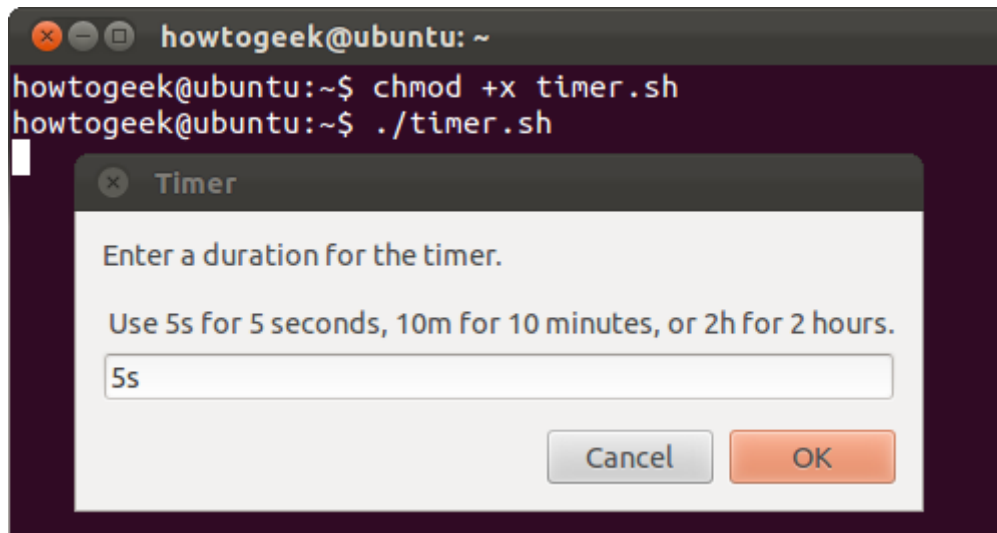 howtogeek@ubuntu: ~
howtogeek@ubuntu:~$ chmod +x timer.sh
howtogeek@ubuntu:~$ ./timer.sh
Timer
Enter a duration for the timer.
Use 5s for 5 seconds, 10m for 10 minutes, or 2h for 2 hours.
5s
Cancel OK